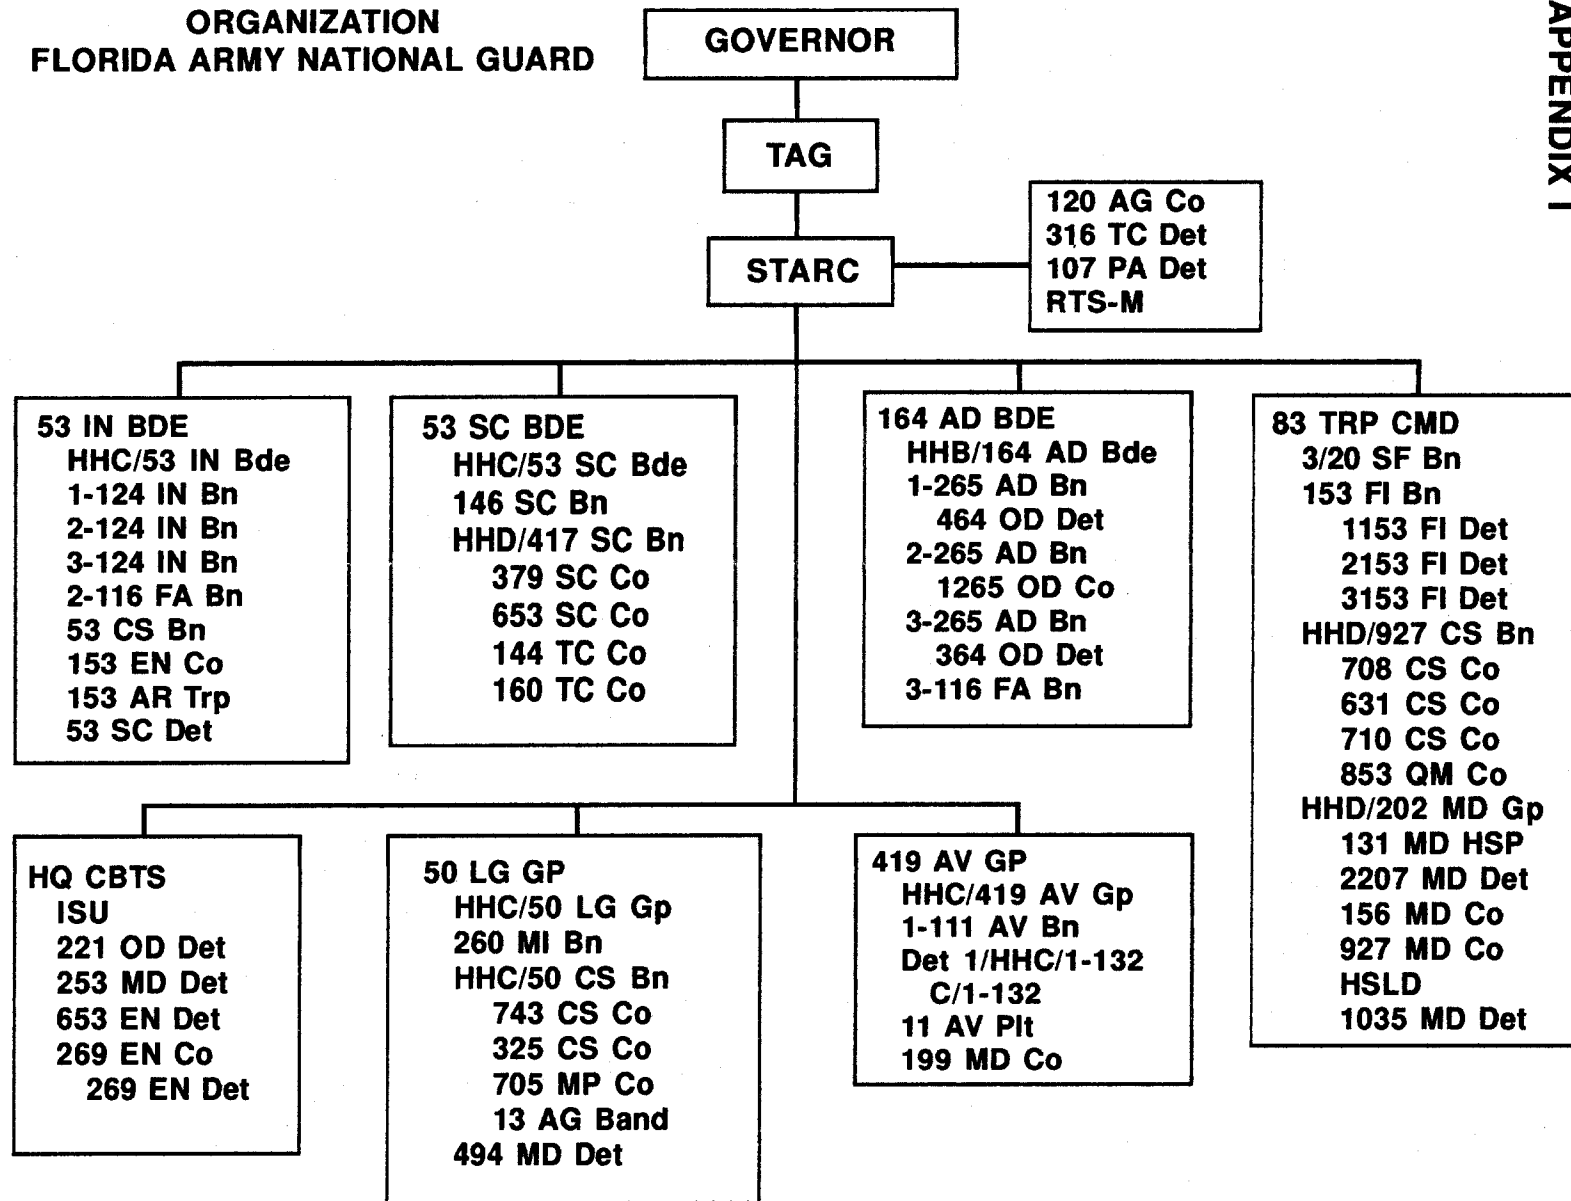 ORGANIZATION
FLORIDA ARMY NATIONAL GUARD
GOVERNOR
APPENDIX I
TAG
STARC
120 AG Co
316 TC Det
107 PA Det
RTS-M
53 IN BDE
HHC/53 IN Bde
1-124 IN Bn
2-124 IN Bn
3-124 IN Bn
2-116 FA Bn
53 CS Bn
153 EN Co
153 AR Trp
53 SC Det
53 SC BDE
HHC/53 SC Bde
146 SC Bn
HHD/417 SC Bn
379 SC Co
653 SC Co
144 TC Co
160 TC Co
164 AD BDE
HHB/164 AD Bde
1-265 AD Bn
464 OD Det
2-265 AD Bn
1265 OD Co
3-265 AD Bn
364 OD Det
3-116 FA Bn
83 TRP CMD
3/20 SF Bn
153 FI Bn
1153 FI Det
2153 FI Det
3153 FI Det
HHD/927 CS Bn
708 CS Co
631 CS Co
710 CS Co
853 QM Co
HHD/202 MD Gp
131 MD HSP
2207 MD Det
156 MD Co
927 MD Co
HSLD
1035 MD Det
HQ CBTS
ISU
221 OD Det
253 MD Det
653 EN Det
269 EN Co
269 EN Det
50 LG GP
HHC/50 LG Gp
260 MI Bn
HHC/50 CS Bn
743 CS Co
325 CS Co
705 MP Co
13 AG Band
494 MD Det
419 AV GP
HHC/419 AV Gp
1-111 AV Bn
Det 1/HHC/1-132
C/1-132
11 AV Plt
199 MD Co